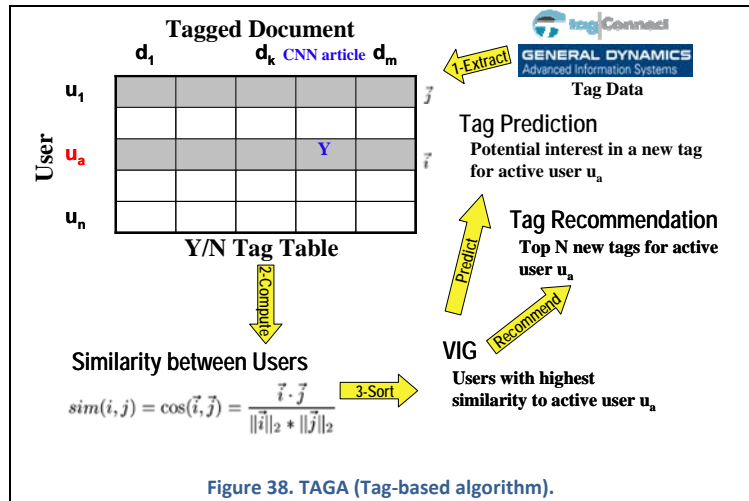 Tagged Document
d1 dk CNN article dm
tag Connect
GENERAL DYNAMICS
Advanced Information Systems
Tag Data
1-Extract
User
u1
ua
un
Y
j⃗
i⃗
Y/N Tag Table
Tag Prediction
Potential interest in a new tag
for active user ua
Tag Recommendation
Top N new tags for active
user ua
2-Compute
Predict
Recommend
Similarity between Users
sim(i, j) = cos(i⃗, j⃗) = i⃗ · j⃗ / ‖i⃗‖2 * ‖j⃗‖2
3-Sort
VIG
Users with highest
similarity to active user ua
Figure 38. TAGA (Tag-based algorithm).